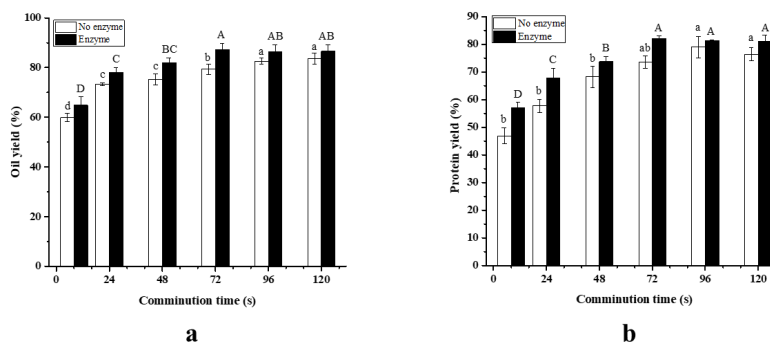 No enzyme
Enzyme
Oil yield (%)
100
80
60
40
20
0
d
D
c
C
c
BC
b
A
a
AB
a
AB
0 24 48 72 96 120
Comminution time (s)
a
No enzyme
Enzyme
Protein yield (%)
90
80
70
60
50
40
30
20
10
0
b
D
b
C
b
B
ab
A
a
A
a
A
0 24 48 72 96 120
Comminution time (s)
b